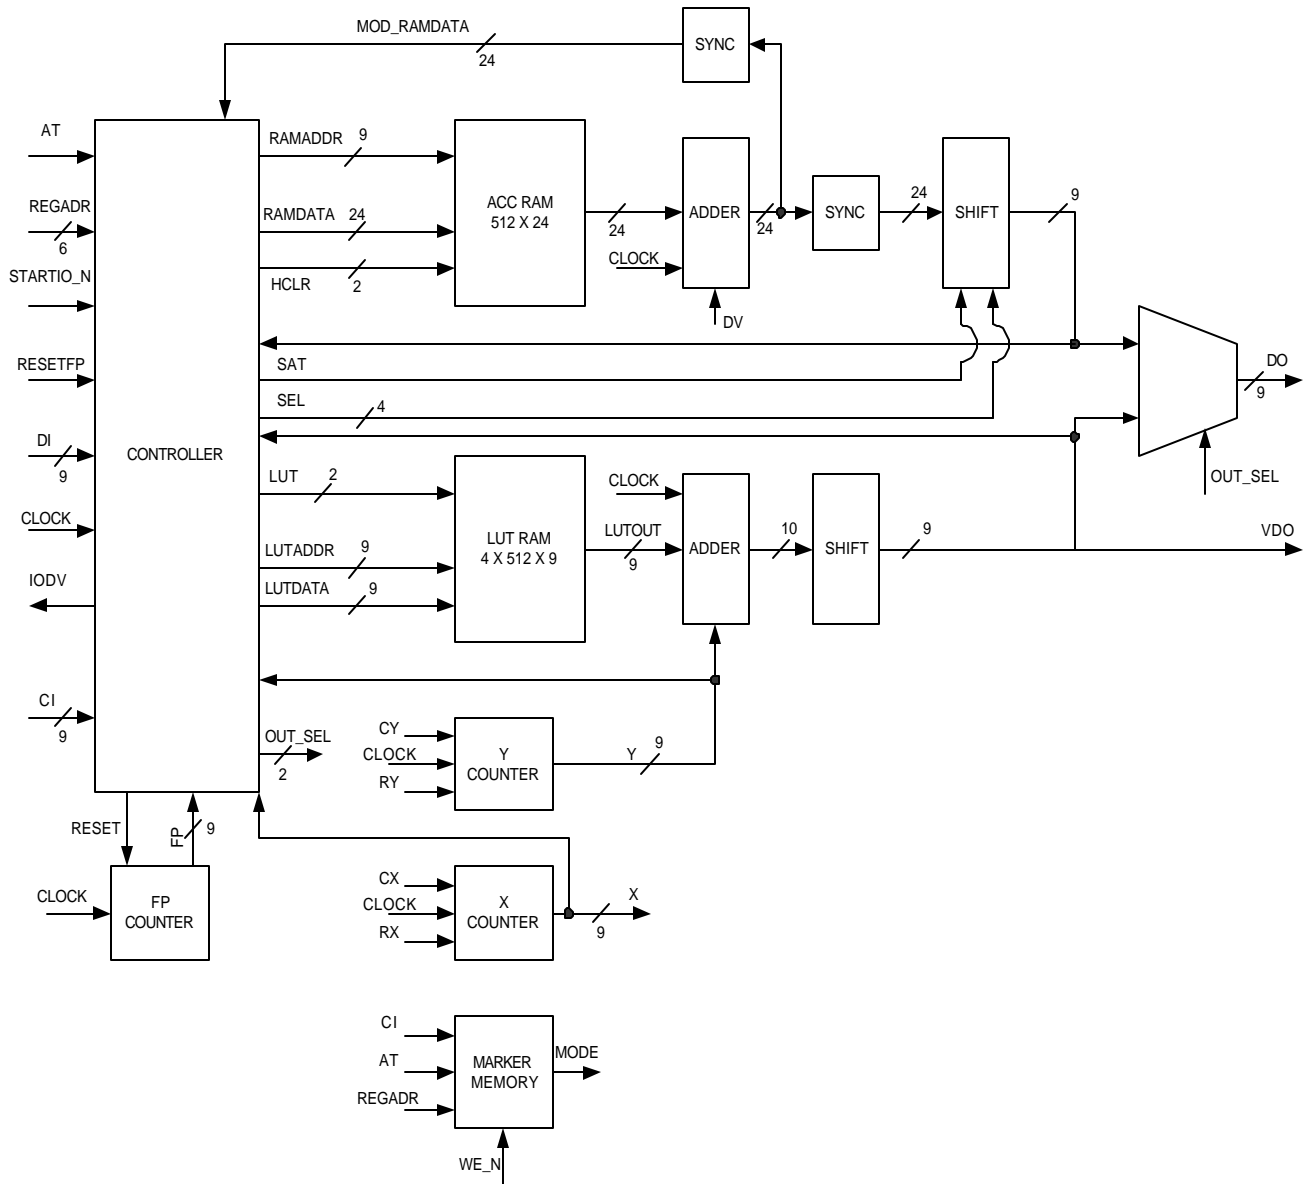 MOD_RAMDATA
24
SYNC
AT
RAMADDR
9
REGADR
6
RAMDATA
24
ACC RAM
512 X 24
24
ADDER
24
SYNC
24
SHIFT
9
STARTIO_N
HCLR
2
CLOCK
DV
RESETFP
SAT
DO
9
SEL
4
DI
9
CONTROLLER
OUT_SEL
LUT
2
CLOCK
CLOCK
LUT RAM
4 X 512 X 9
LUTOUT
9
ADDER
10
SHIFT
9
VDO
LUTADDR
9
IODV
LUTDATA
9
CI
9
OUT_SEL
2
CY
CLOCK
RY
Y
COUNTER
Y
9
RESET
FP
9
CLOCK
FP
COUNTER
CX
CLOCK
RX
X
COUNTER
X
9
CI
AT
REGADR
MARKER
MEMORY
MODE
WE_N